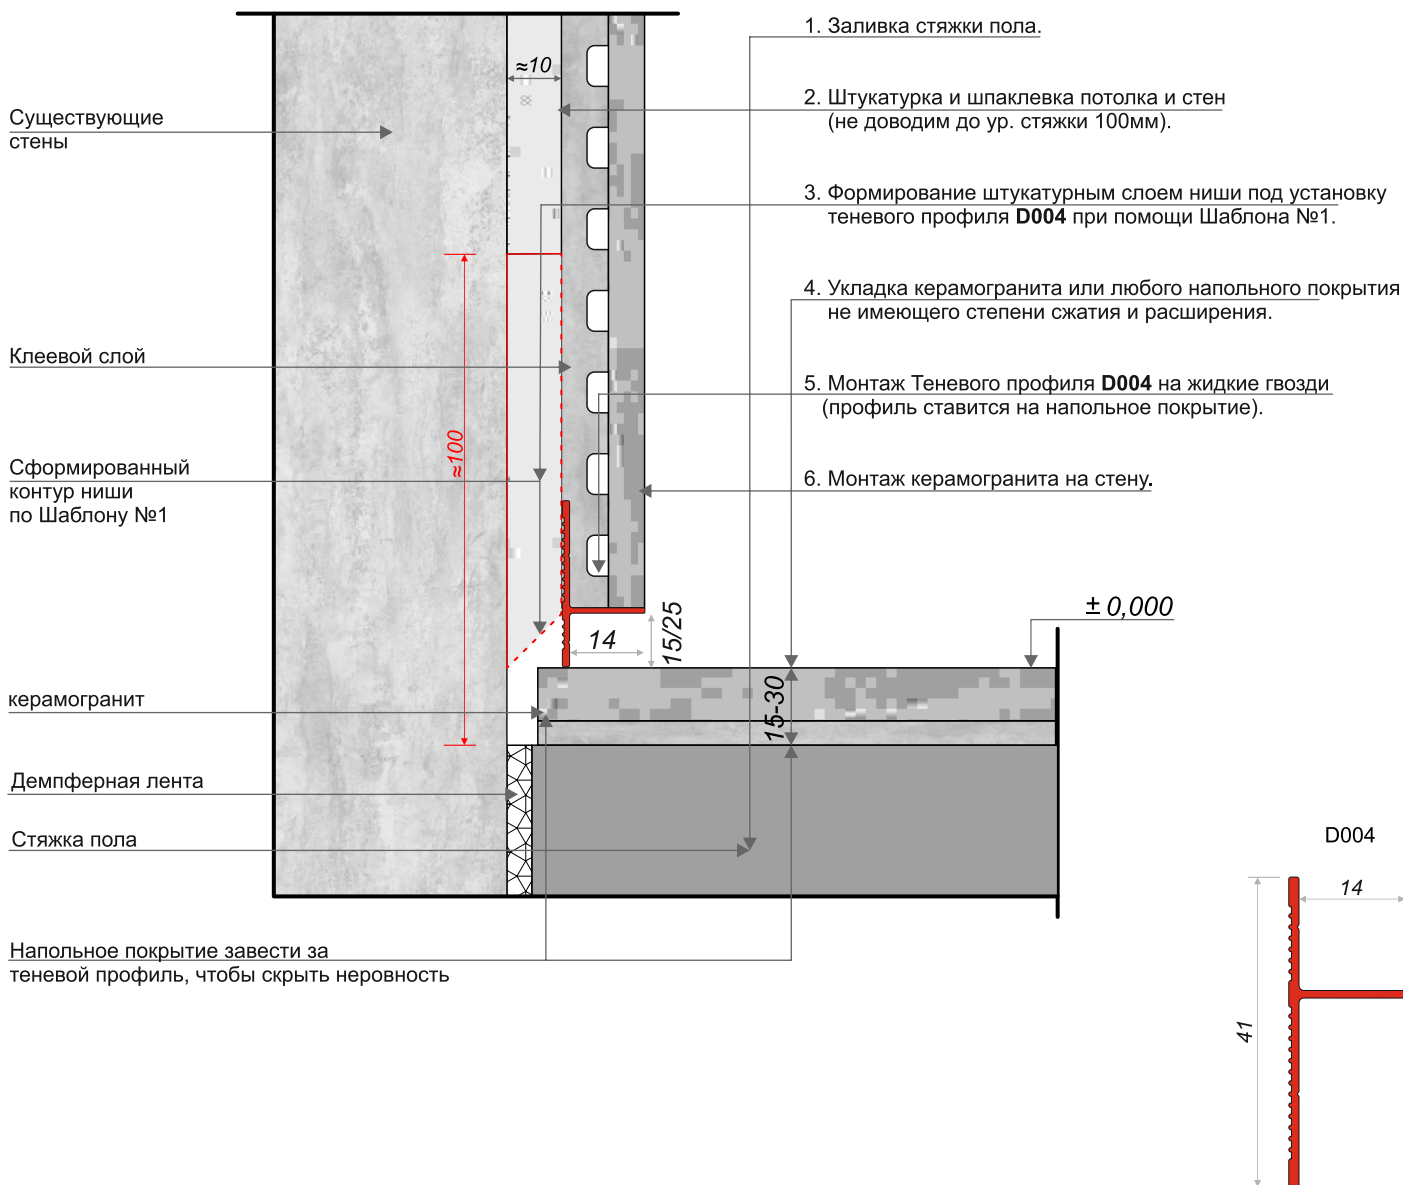 1. Заливка стяжки пола.
≈10
2. Штукатурка и шпаклевка потолка и стен
(не доводим до ур. стяжки 100мм).
Существующие
стены
3. Формирование штукатурным слоем ниши под установку
теневого профиля D004 при помощи Шаблона №1.
4. Укладка керамогранита или любого напольного покрытия
не имеющего степени сжатия и расширения.
Клеевой слой
5. Монтаж Теневого профиля D004 на жидкие гвозди
(профиль ставится на напольное покрытие).
≈100
Сформированный
контур ниши
по Шаблону №1
6. Монтаж керамогранита на стену.
± 0,000
14
15/25
керамогранит
15-30
Демпферная лента
Стяжка пола
D004
14
41
Напольное покрытие завести за
теневой профиль, чтобы скрыть неровность